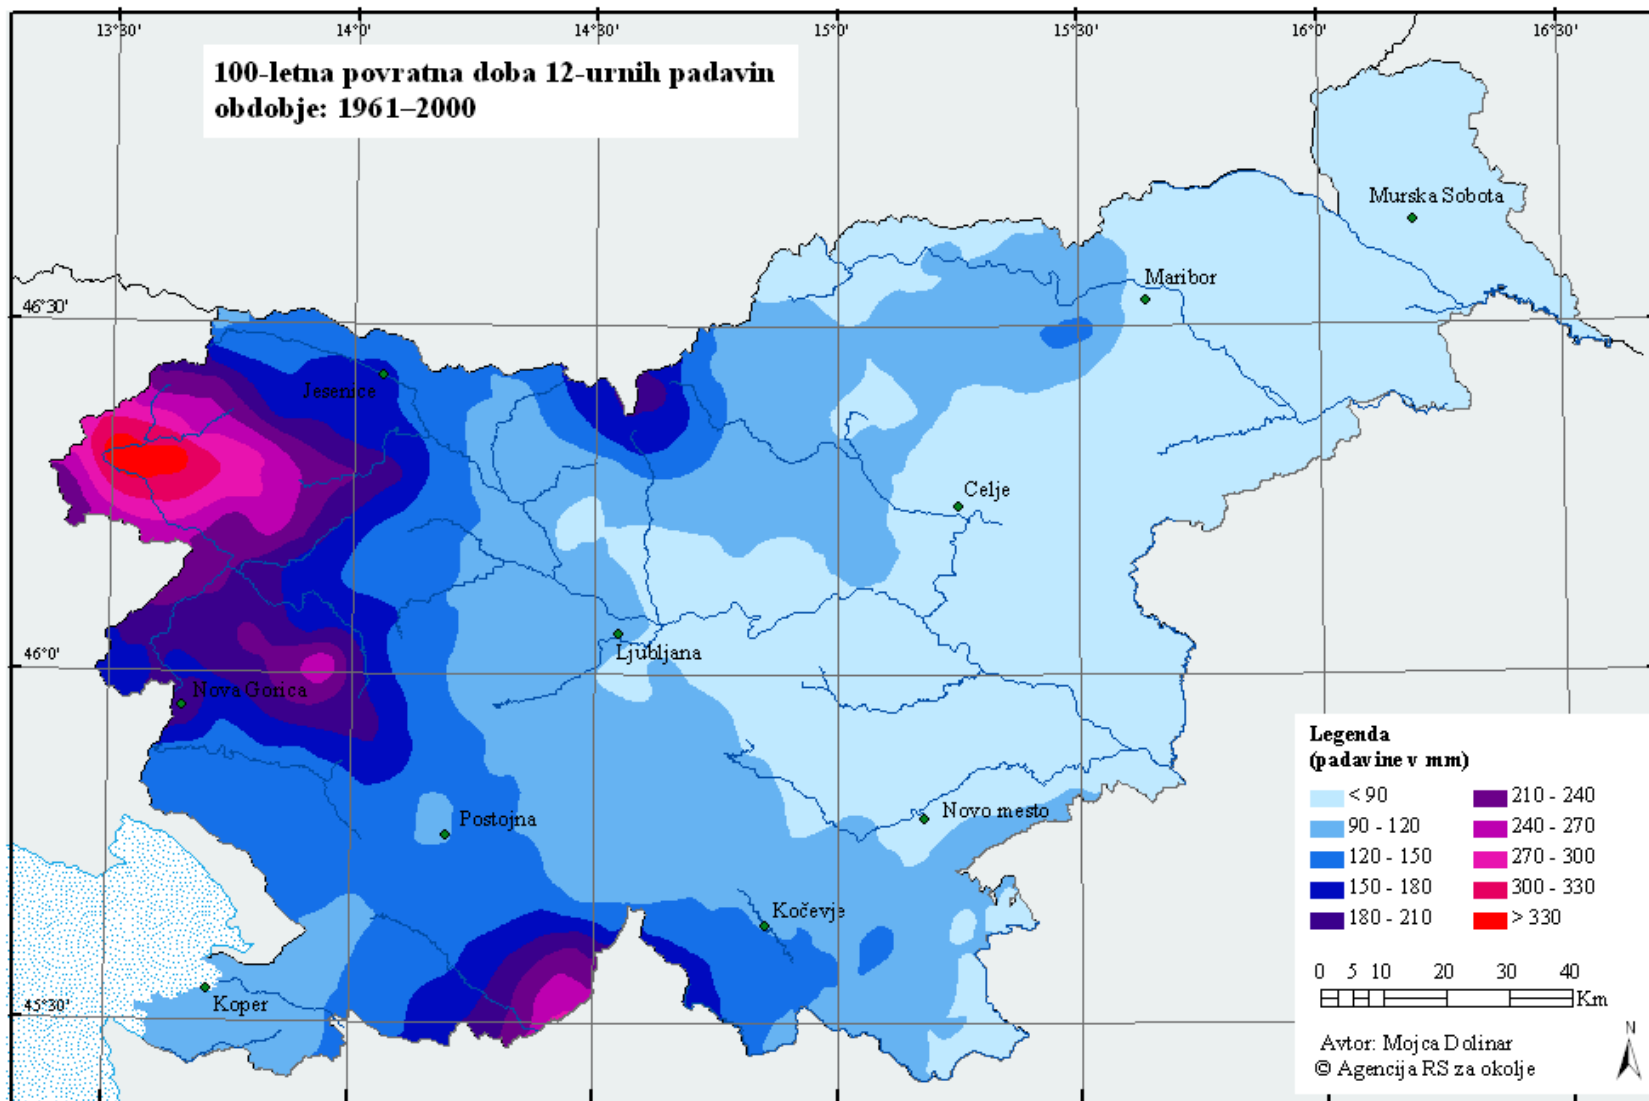 13°30'
14°0'
14°30'
15°0'
15°30'
16°0'
16°30'
100-letna povratna doba 12-urnih padavin
obdobje: 1961–2000
Murska Sobota
Maribor
46°30'
Jesenice
Celje
Ljubljana
46°0'
Nova Gorica
Novo mesto
Postojna
Kočevje
45°30'
Koper
Legenda
(padavine v mm)
< 90
90 - 120
120 - 150
150 - 180
180 - 210
210 - 240
240 - 270
270 - 300
300 - 330
> 330
0 5 10 20 30 40
Km
N
Avtor: Mojca Dolinar
© Agencija RS za okolje